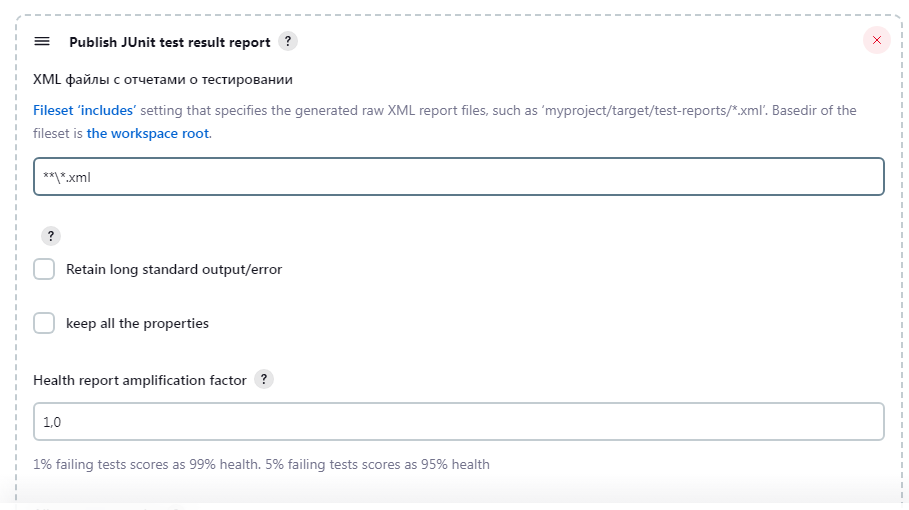 Publish JUnit test result report ?
XML файлы с отчетами о тестировании
Fileset ‘includes’ setting that specifies the generated raw XML report files, such as ‘myproject/target/test-reports/*.xml’. Basedir of the
fileset is the workspace root.
**\*.xml
?
Retain long standard output/error
keep all the properties
Health report amplification factor ?
1,0
1% failing tests scores as 99% health. 5% failing tests scores as 95% health